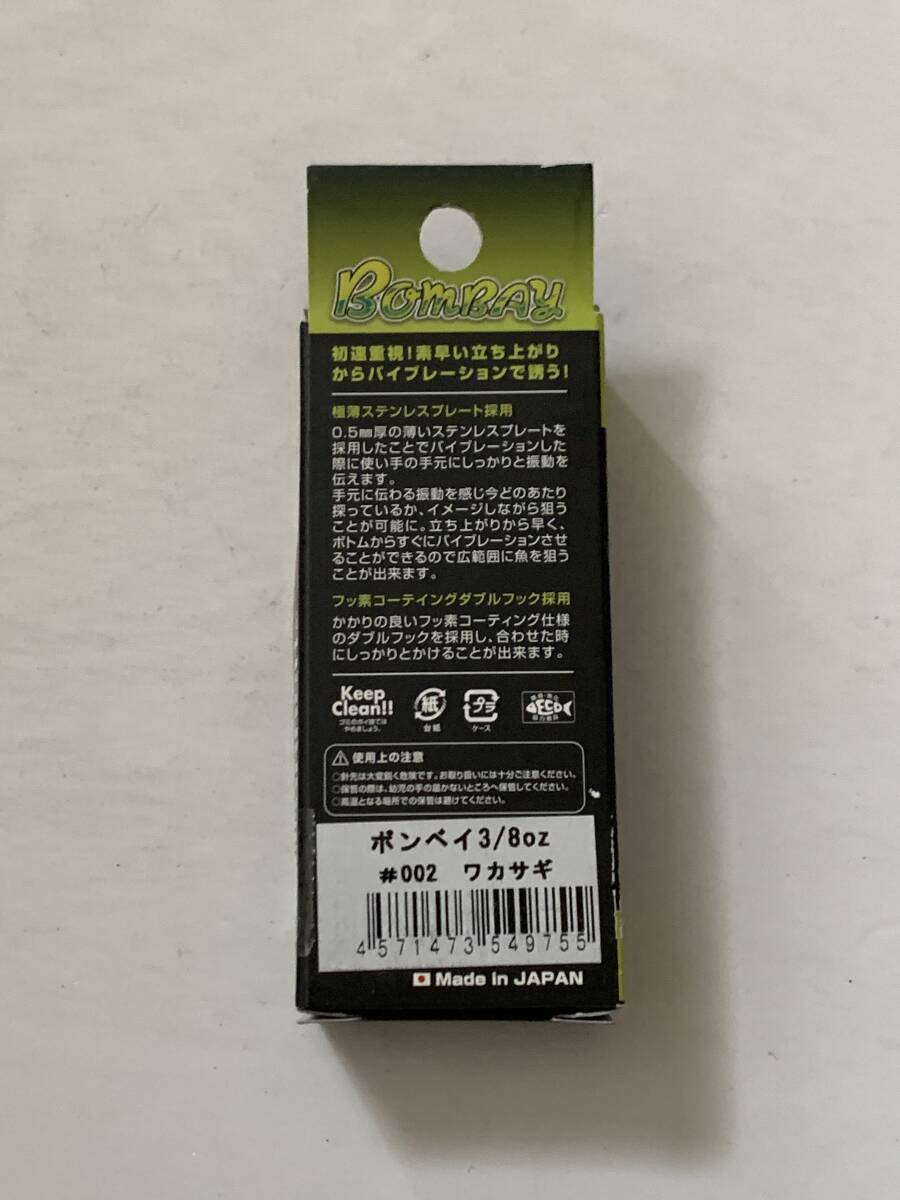 BOMBAY
初速重視!素早い立ち上がり
からバイブレーションで誘う!
極薄ステンレスプレート採用
0.5㎜厚の薄いステンレスプレートを
採用したことでバイブレーションした
際に使い手の手元にしっかりと振動を
伝えます。
手元に伝わる振動を感じ今どのあたり
探っているか、イメージしながら狙う
ことが可能に。立ち上がりから早く、
ボトムからすぐにバイブレーションさせ
ることができるので広範囲に魚を狙う
ことが出来ます。
フッ素コーテイングダブルフック採用
かかりの良いフッ素コーティング仕様
のダブルフックを採用し、合わせた時
にしっかりとかけることが出来ます。
Keep
Clean!!
ゴミのポイ捨ては
やめましょう。
紙
台紙
プラ
ケース
ECO
使用上の注意
○針先は大変鋭く危険です。お取り扱いには十分ご注意ください。
○保管の際は、幼児の手の届かないところへ保管してください。
○高温となる場所での保管は避けてください。
ボンベイ3/8oz
#002 ワカサギ
4571473549755
Made in JAPAN